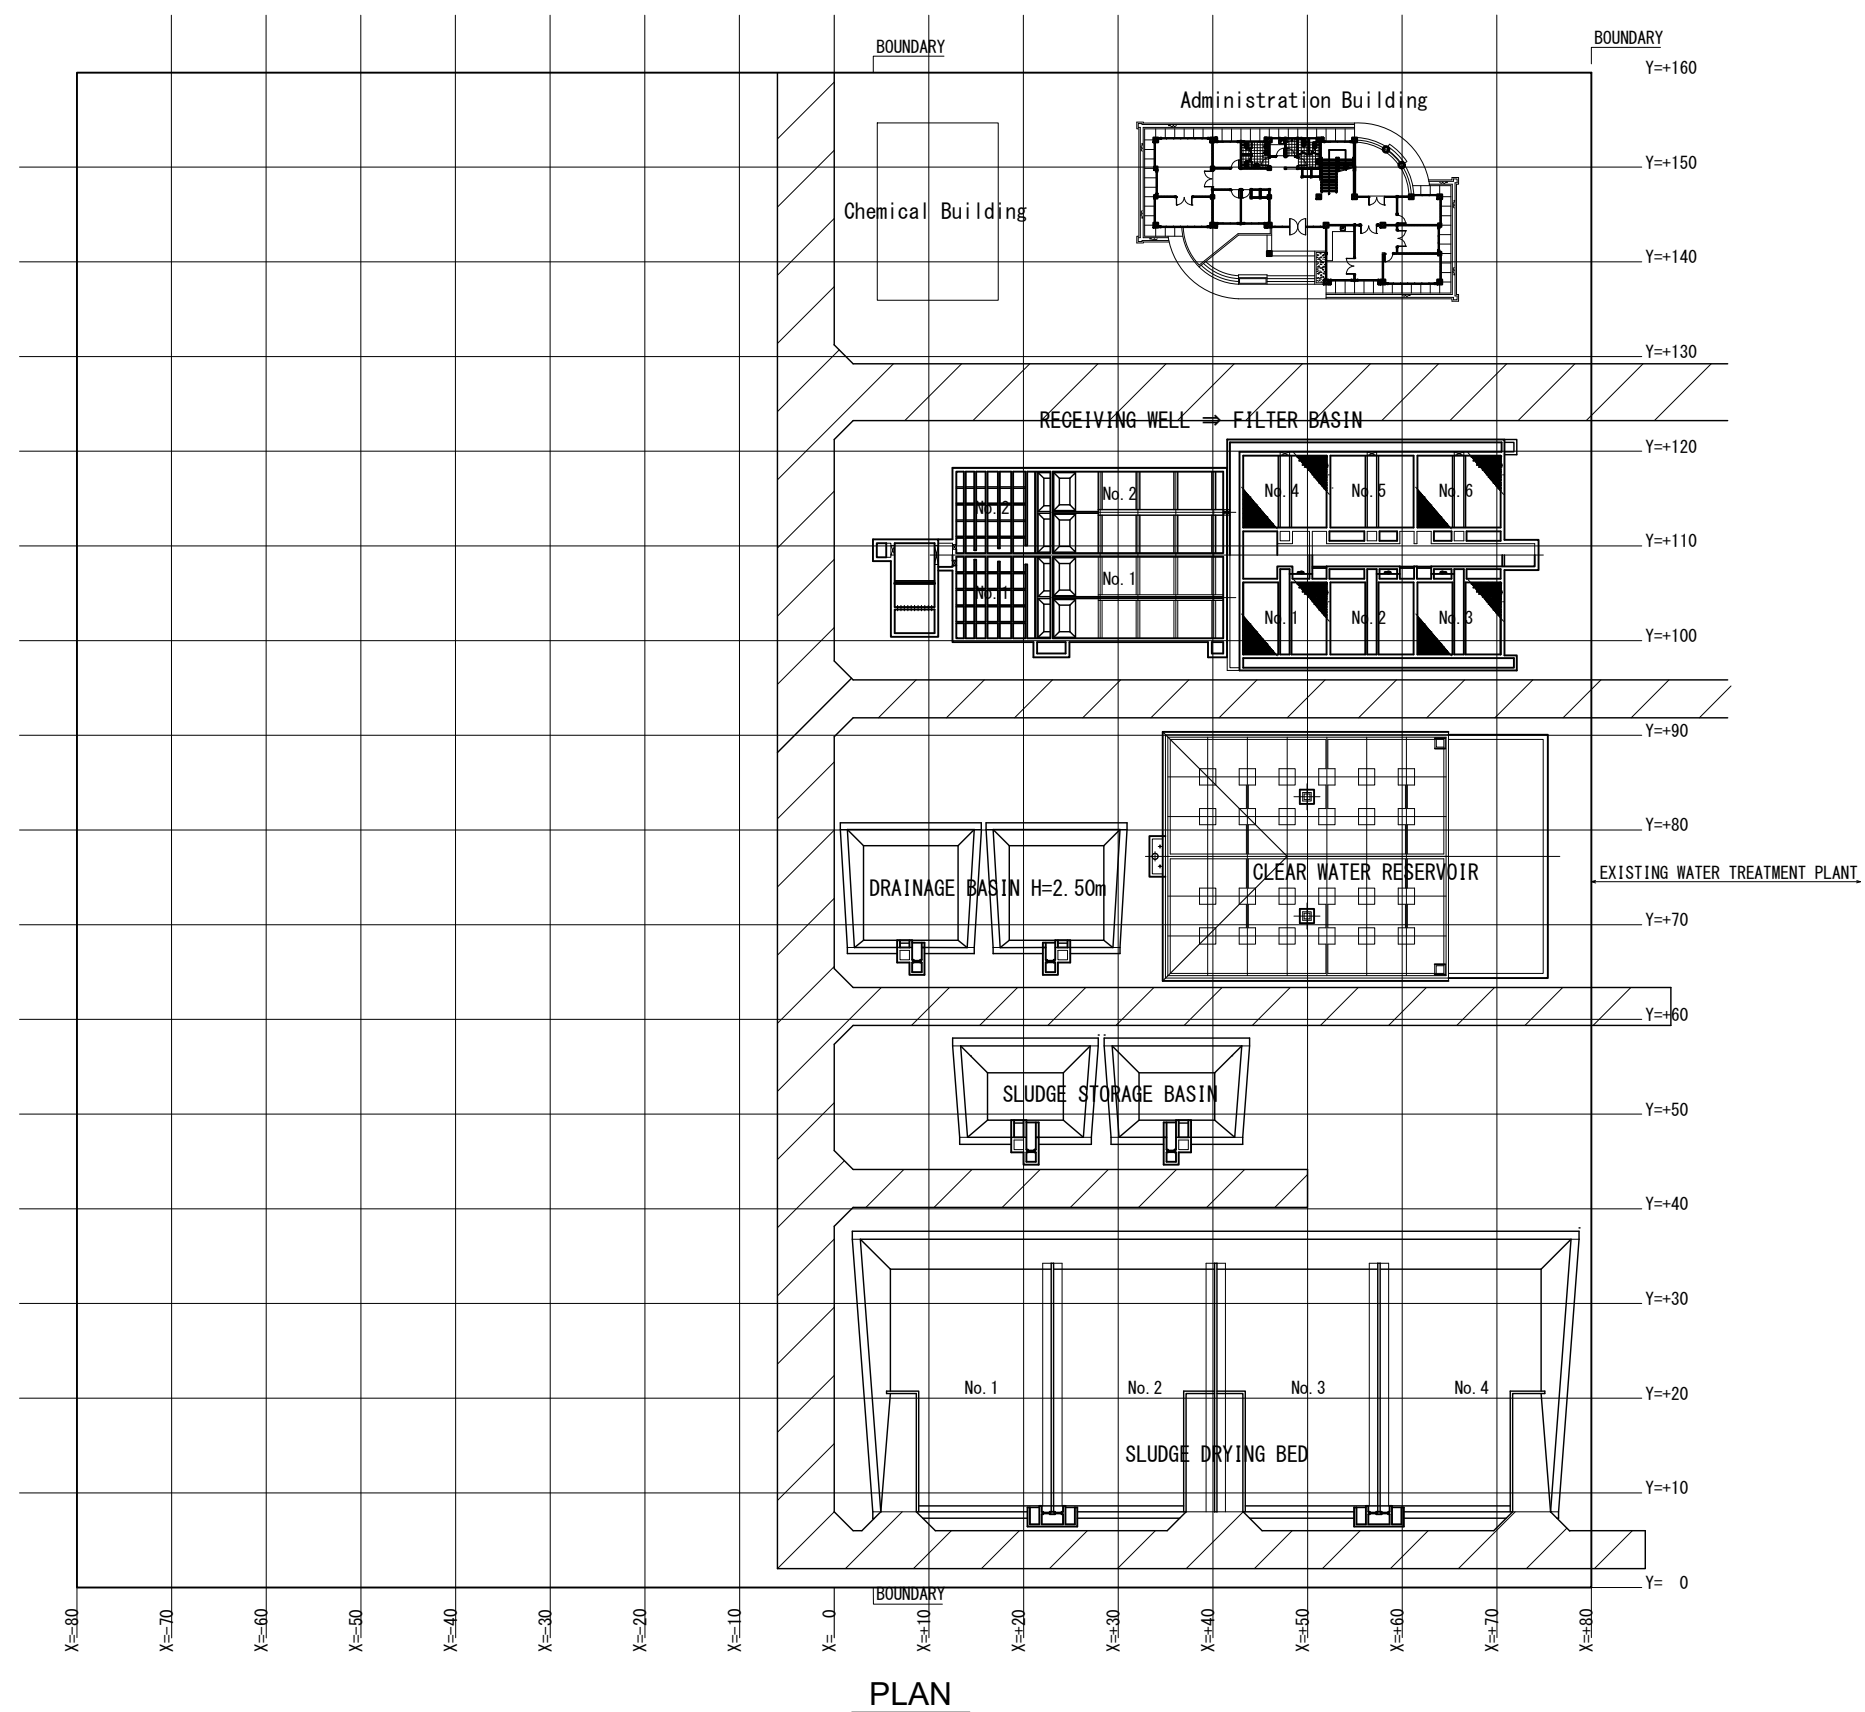 BOUNDARY
BOUNDARY
Y=+160
Administration Building
Y=+150
Chemical Building
Y=+140
Y=+130
RECEIVING WELL ⇒ FILTER BASIN
Y=+120
No.2
No.2
No.4
No.5
No.6
Y=+110
No.1
No.1
No.1
No.2
No.3
Y=+100
Y=+90
Y=+80
CLEAR WATER RESERVOIR
EXISTING WATER TREATMENT PLANT
DRAINAGE BASIN H=2.50m
Y=+70
Y=+60
SLUDGE STORAGE BASIN
Y=+50
Y=+40
Y=+30
No.1
No.2
No.3
No.4
Y=+20
SLUDGE DRYING BED
Y=+10
Y= 0
BOUNDARY
X=-80
X=-70
X=-60
X=-50
X=-40
X=-30
X=-20
X=-10
X= 0
X=+10
X=+20
X=+30
X=+40
X=+50
X=+60
X=+70
X=+80
PLAN